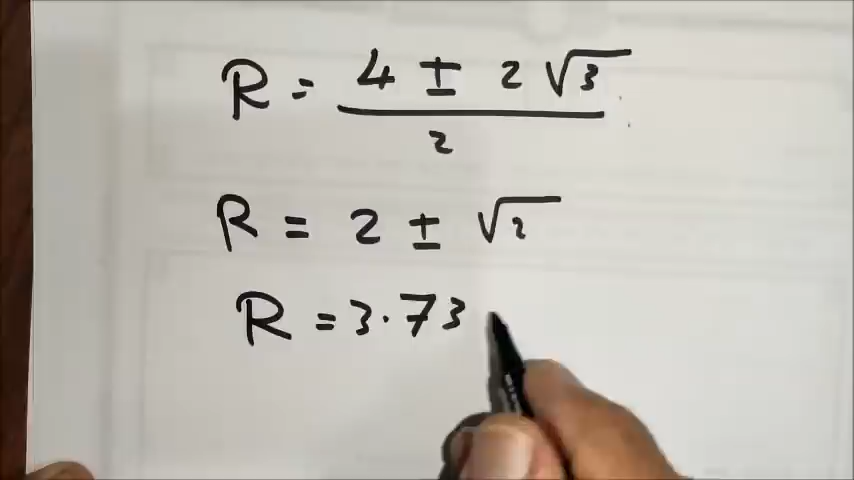 R = (4 ± 2√3) / 2
R = 2 ± √2
R = 3.73